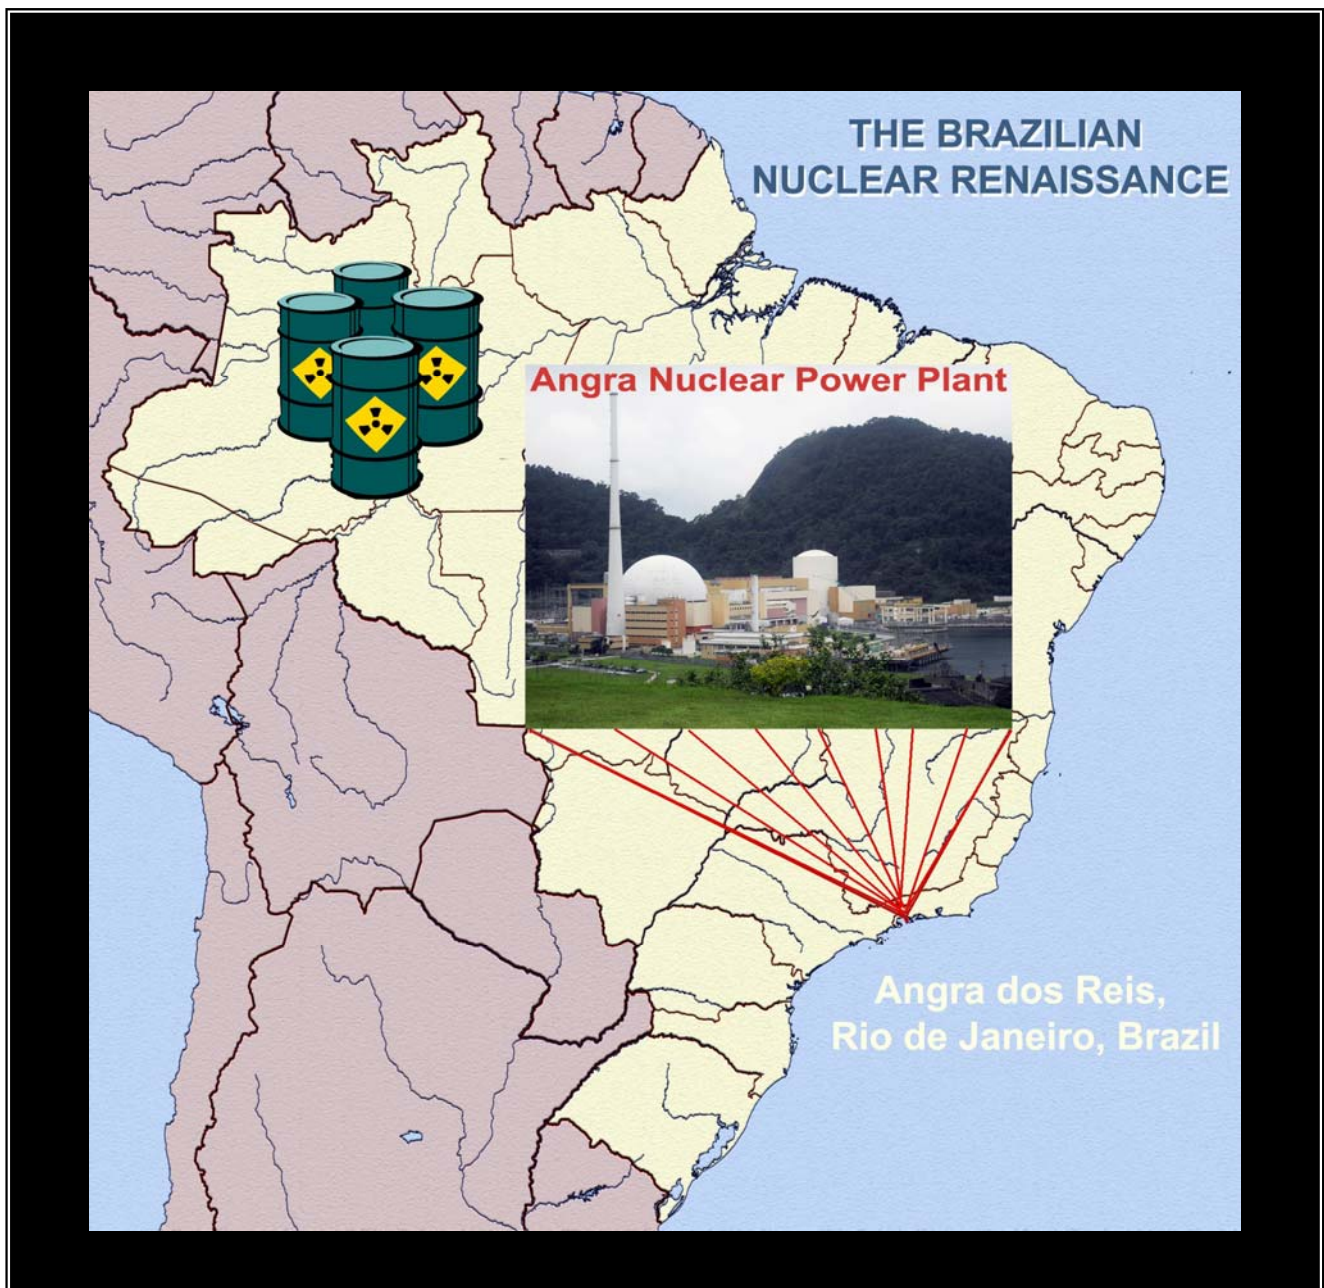 THE BRAZILIAN
NUCLEAR RENAISSANCE
Angra Nuclear Power Plant
Angra dos Reis,
Rio de Janeiro, Brazil